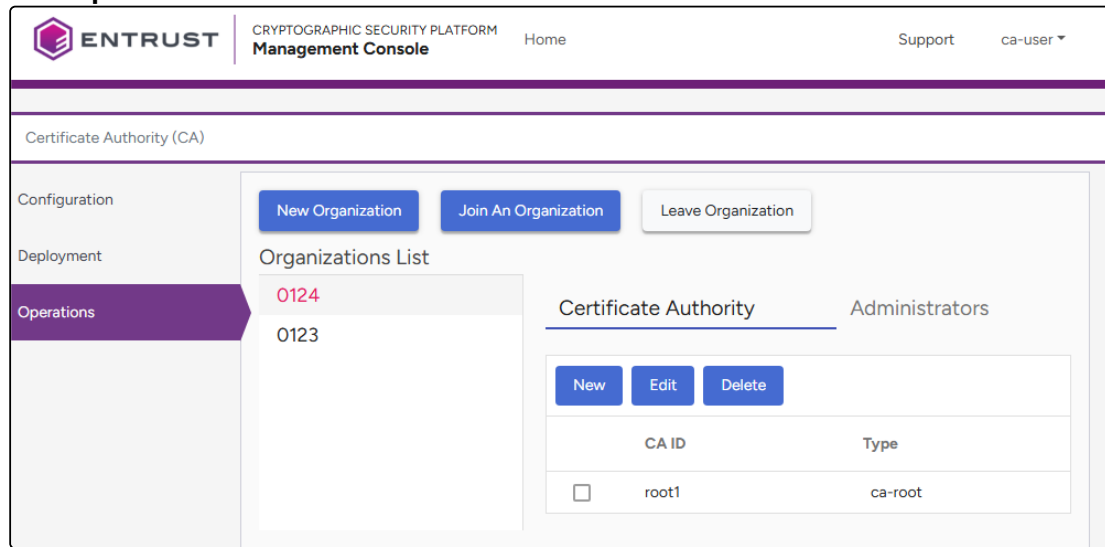 ENTRUST
CRYPTOGRAPHIC SECURITY PLATFORM
Management Console
Home
Support
ca-user
Certificate Authority (CA)
Configuration
Deployment
Operations
New Organization
Join An Organization
Leave Organization
Organizations List
0124
0123
Certificate Authority
Administrators
New
Edit
Delete
CA ID
Type
root1
ca-root